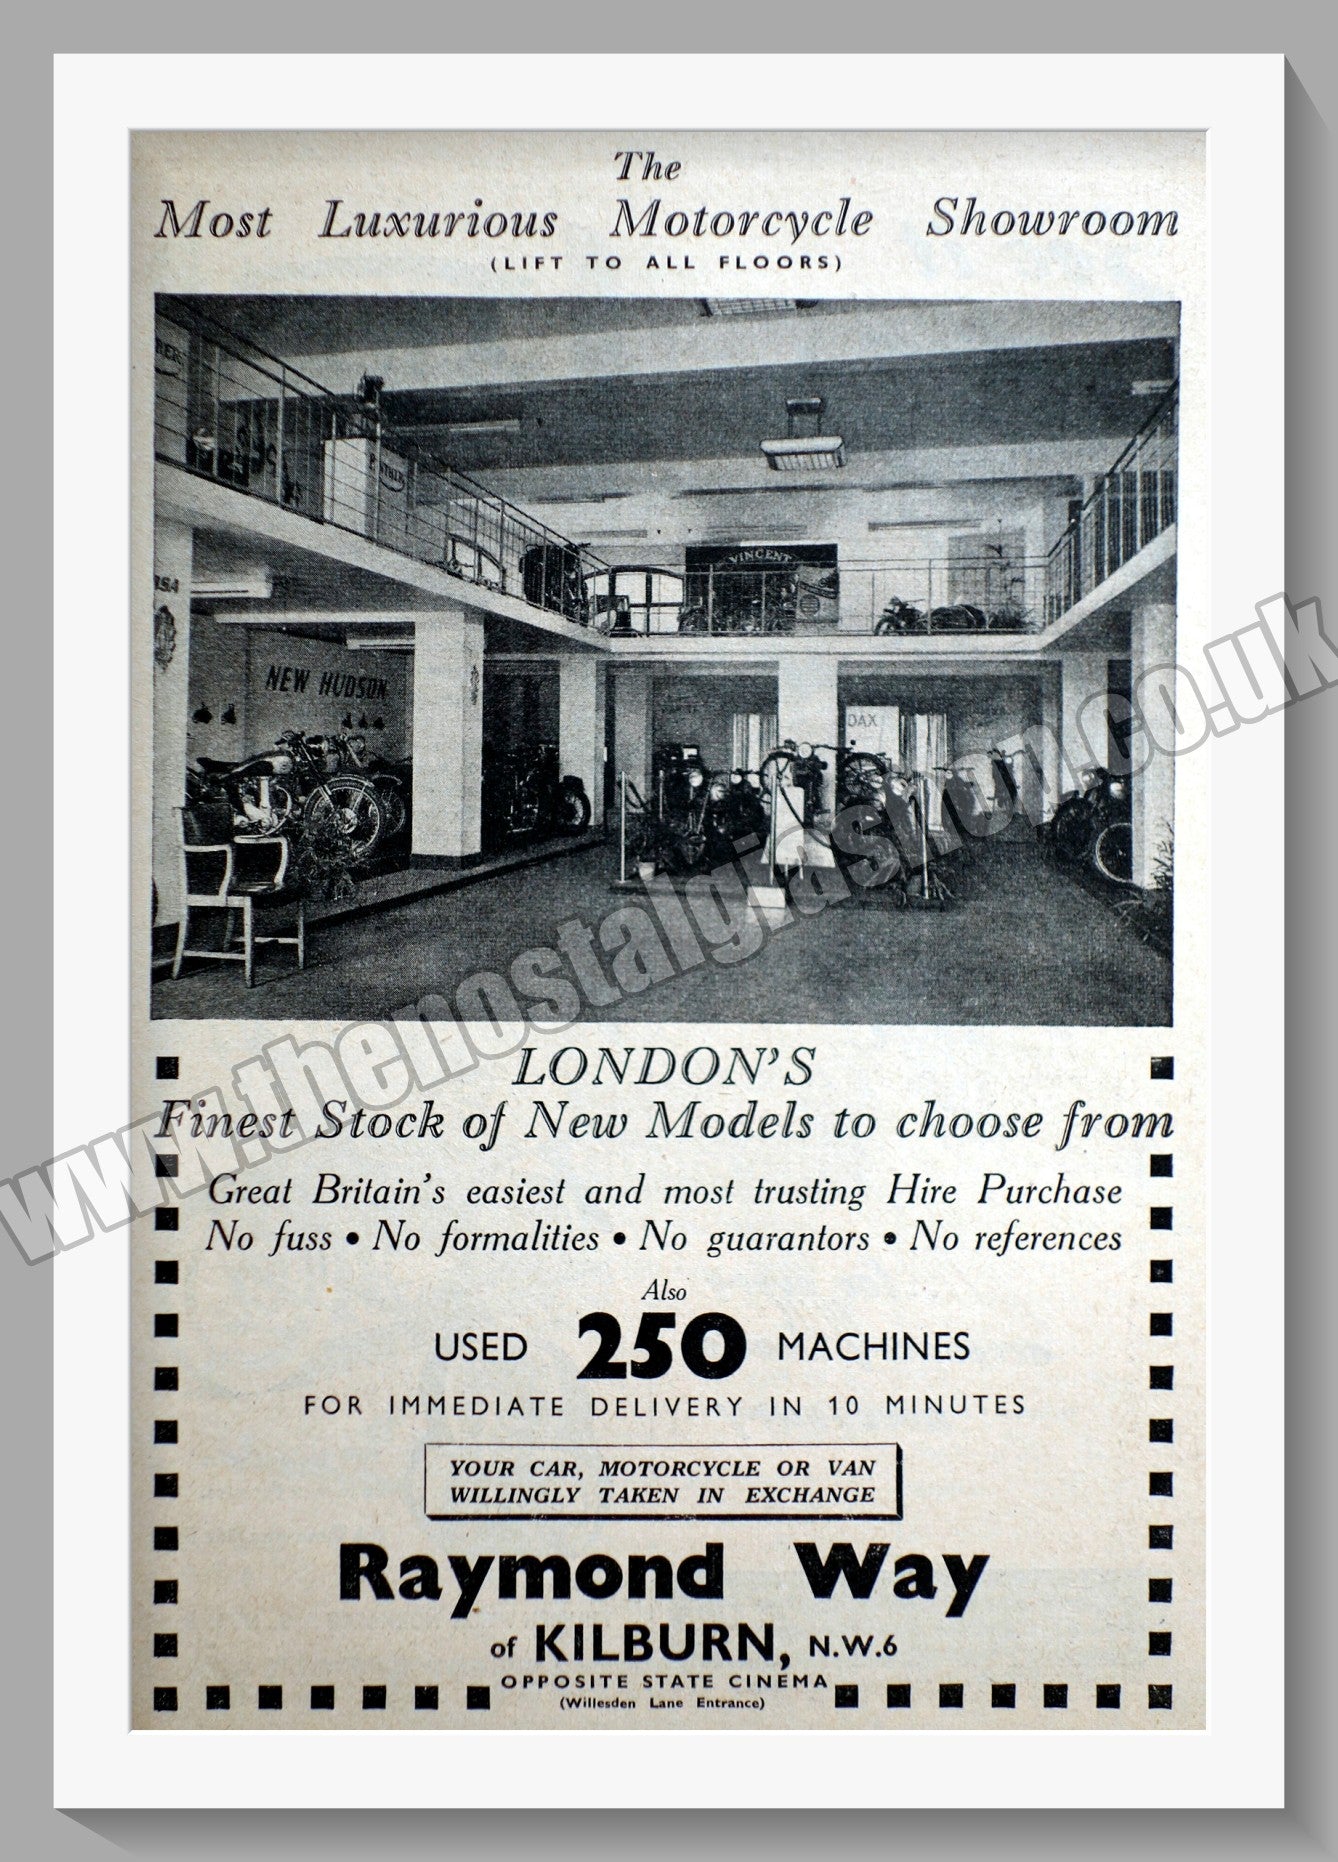 The
Most Luxurious Motorcycle Showroom
(LIFT TO ALL FLOORS)
VINCENT
NEW HUDSON
LONDON'S
Finest Stock of New Models to choose from
Great Britain's easiest and most trusting Hire Purchase
No fuss • No formalities • No guarantors • No references
Also
USED 250 MACHINES
FOR IMMEDIATE DELIVERY IN 10 MINUTES
YOUR CAR, MOTORCYCLE OR VAN
WILLINGLY TAKEN IN EXCHANGE
Raymond Way
of KILBURN, N.W.6
OPPOSITE STATE CINEMA
(Willesden Lane Entrance)
www.thenostalgiashop.co.uk